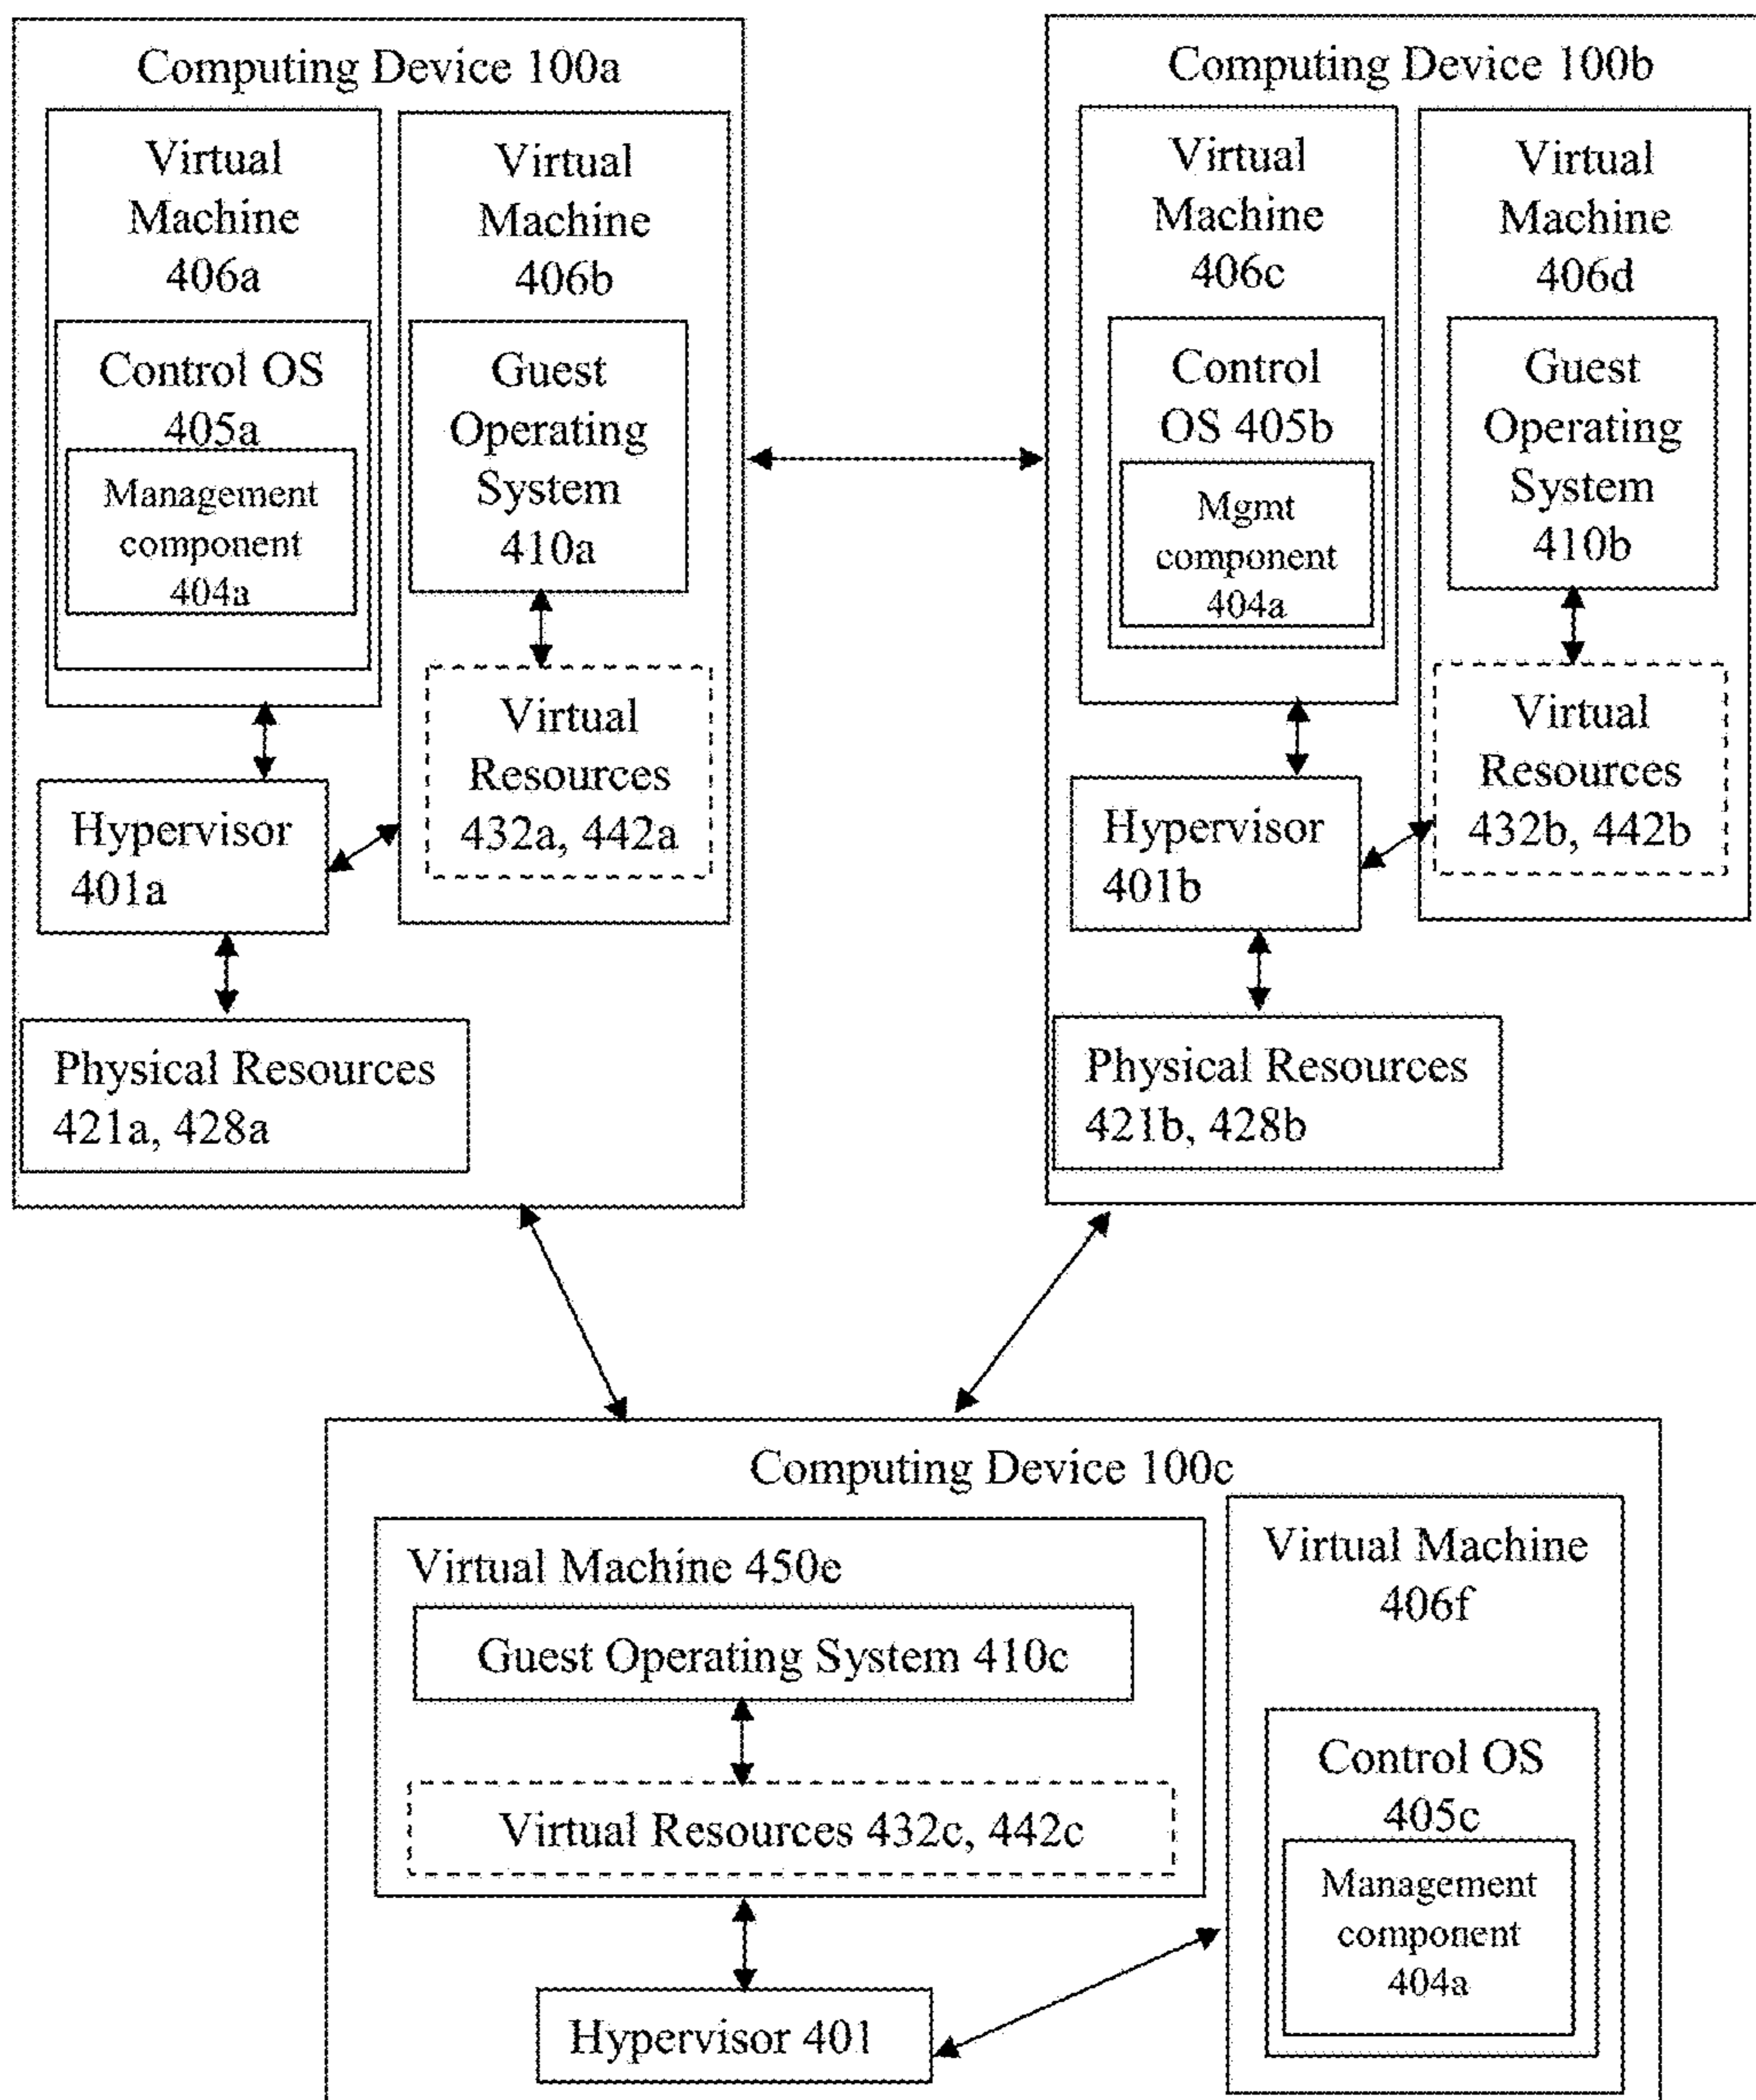 Computing Device 100a
Virtual
Machine
406a
Control OS
405a
Management
component
404a
Virtual
Machine
406b
Guest
Operating
System
410a
Virtual
Resources
432a, 442a
Hypervisor
401a
Physical Resources
421a, 428a
Computing Device 100b
Virtual
Machine
406c
Control
OS 405b
Mgmt
component
404a
Virtual
Machine
406d
Guest
Operating
System
410b
Virtual
Resources
432b, 442b
Hypervisor
401b
Physical Resources
421b, 428b
Computing Device 100c
Virtual Machine 450e
Guest Operating System 410c
Virtual Resources 432c, 442c
Hypervisor 401
Virtual Machine
406f
Control OS
405c
Management
component
404a